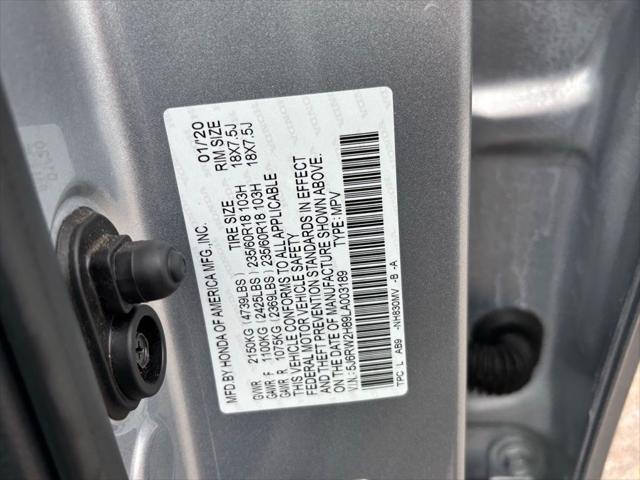 MFD.BY HONDA OF AMERICA MFG.,INC. 01/20
TIRE SIZE RIM SIZE
GVWR 2150KG (4739LBS)
GAWR F 1100KG (2425LBS) 235/60R18 103H 18X7.5J
GAWR R 1075KG (2369LBS) 235/60R18 103H 18X7.5J
THIS VEHICLE CONFORMS TO ALL APPLICABLE
FEDERAL MOTOR VEHICLE SAFETY
AND THEFT PREVENTION STANDARDS IN EFFECT
ON THE DATE OF MANUFACTURE SHOWN ABOVE.
V.I.N.: 5J6RW2H89LA003189 TYPE: MPV
TPC L AB9 -NH830MV -B -A